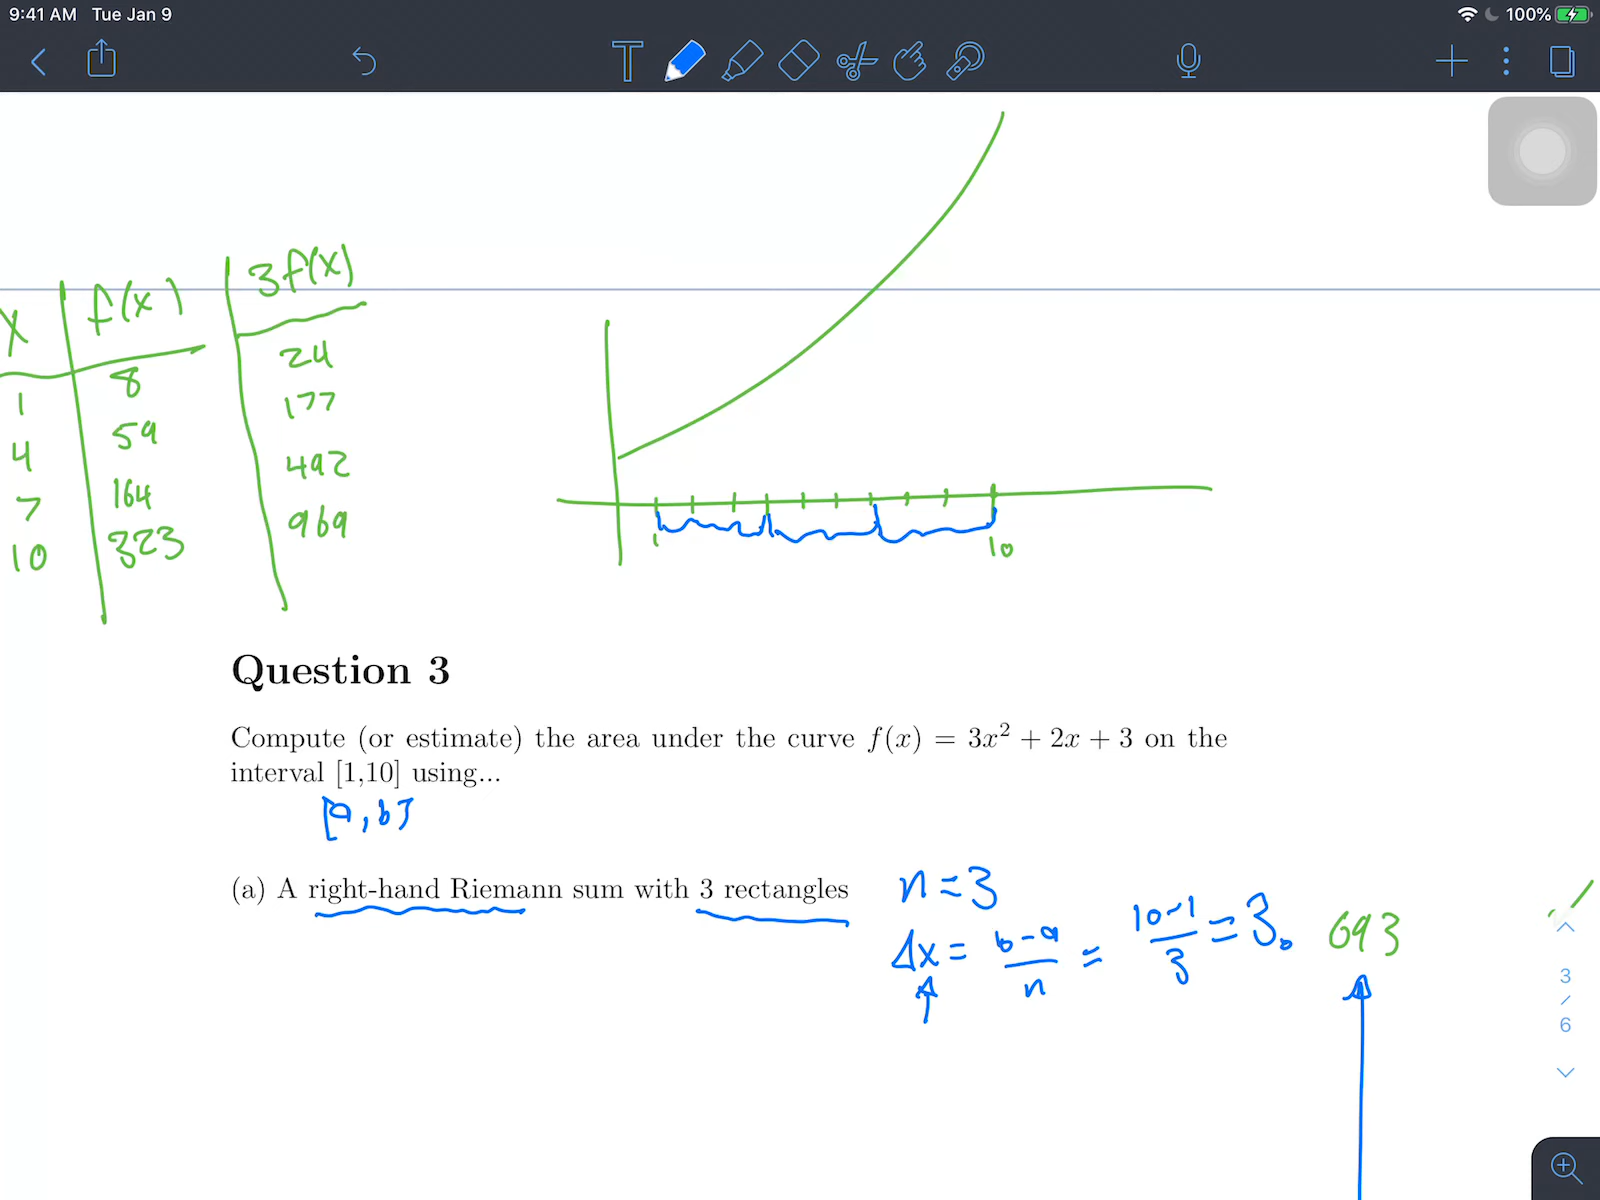 9:41 AM Tue Jan 9 100%
x f(x) 3f(x)
1 8 24
4 59 177
7 164 492
10 323 969
1 10
Question 3
Compute (or estimate) the area under the curve f(x) = 3x² + 2x + 3 on the
interval [1,10] using...
[a, b]
(a) A right-hand Riemann sum with 3 rectangles
n = 3
Δx = b-a/n = 10-1/3 = 3. 693
3
/
6